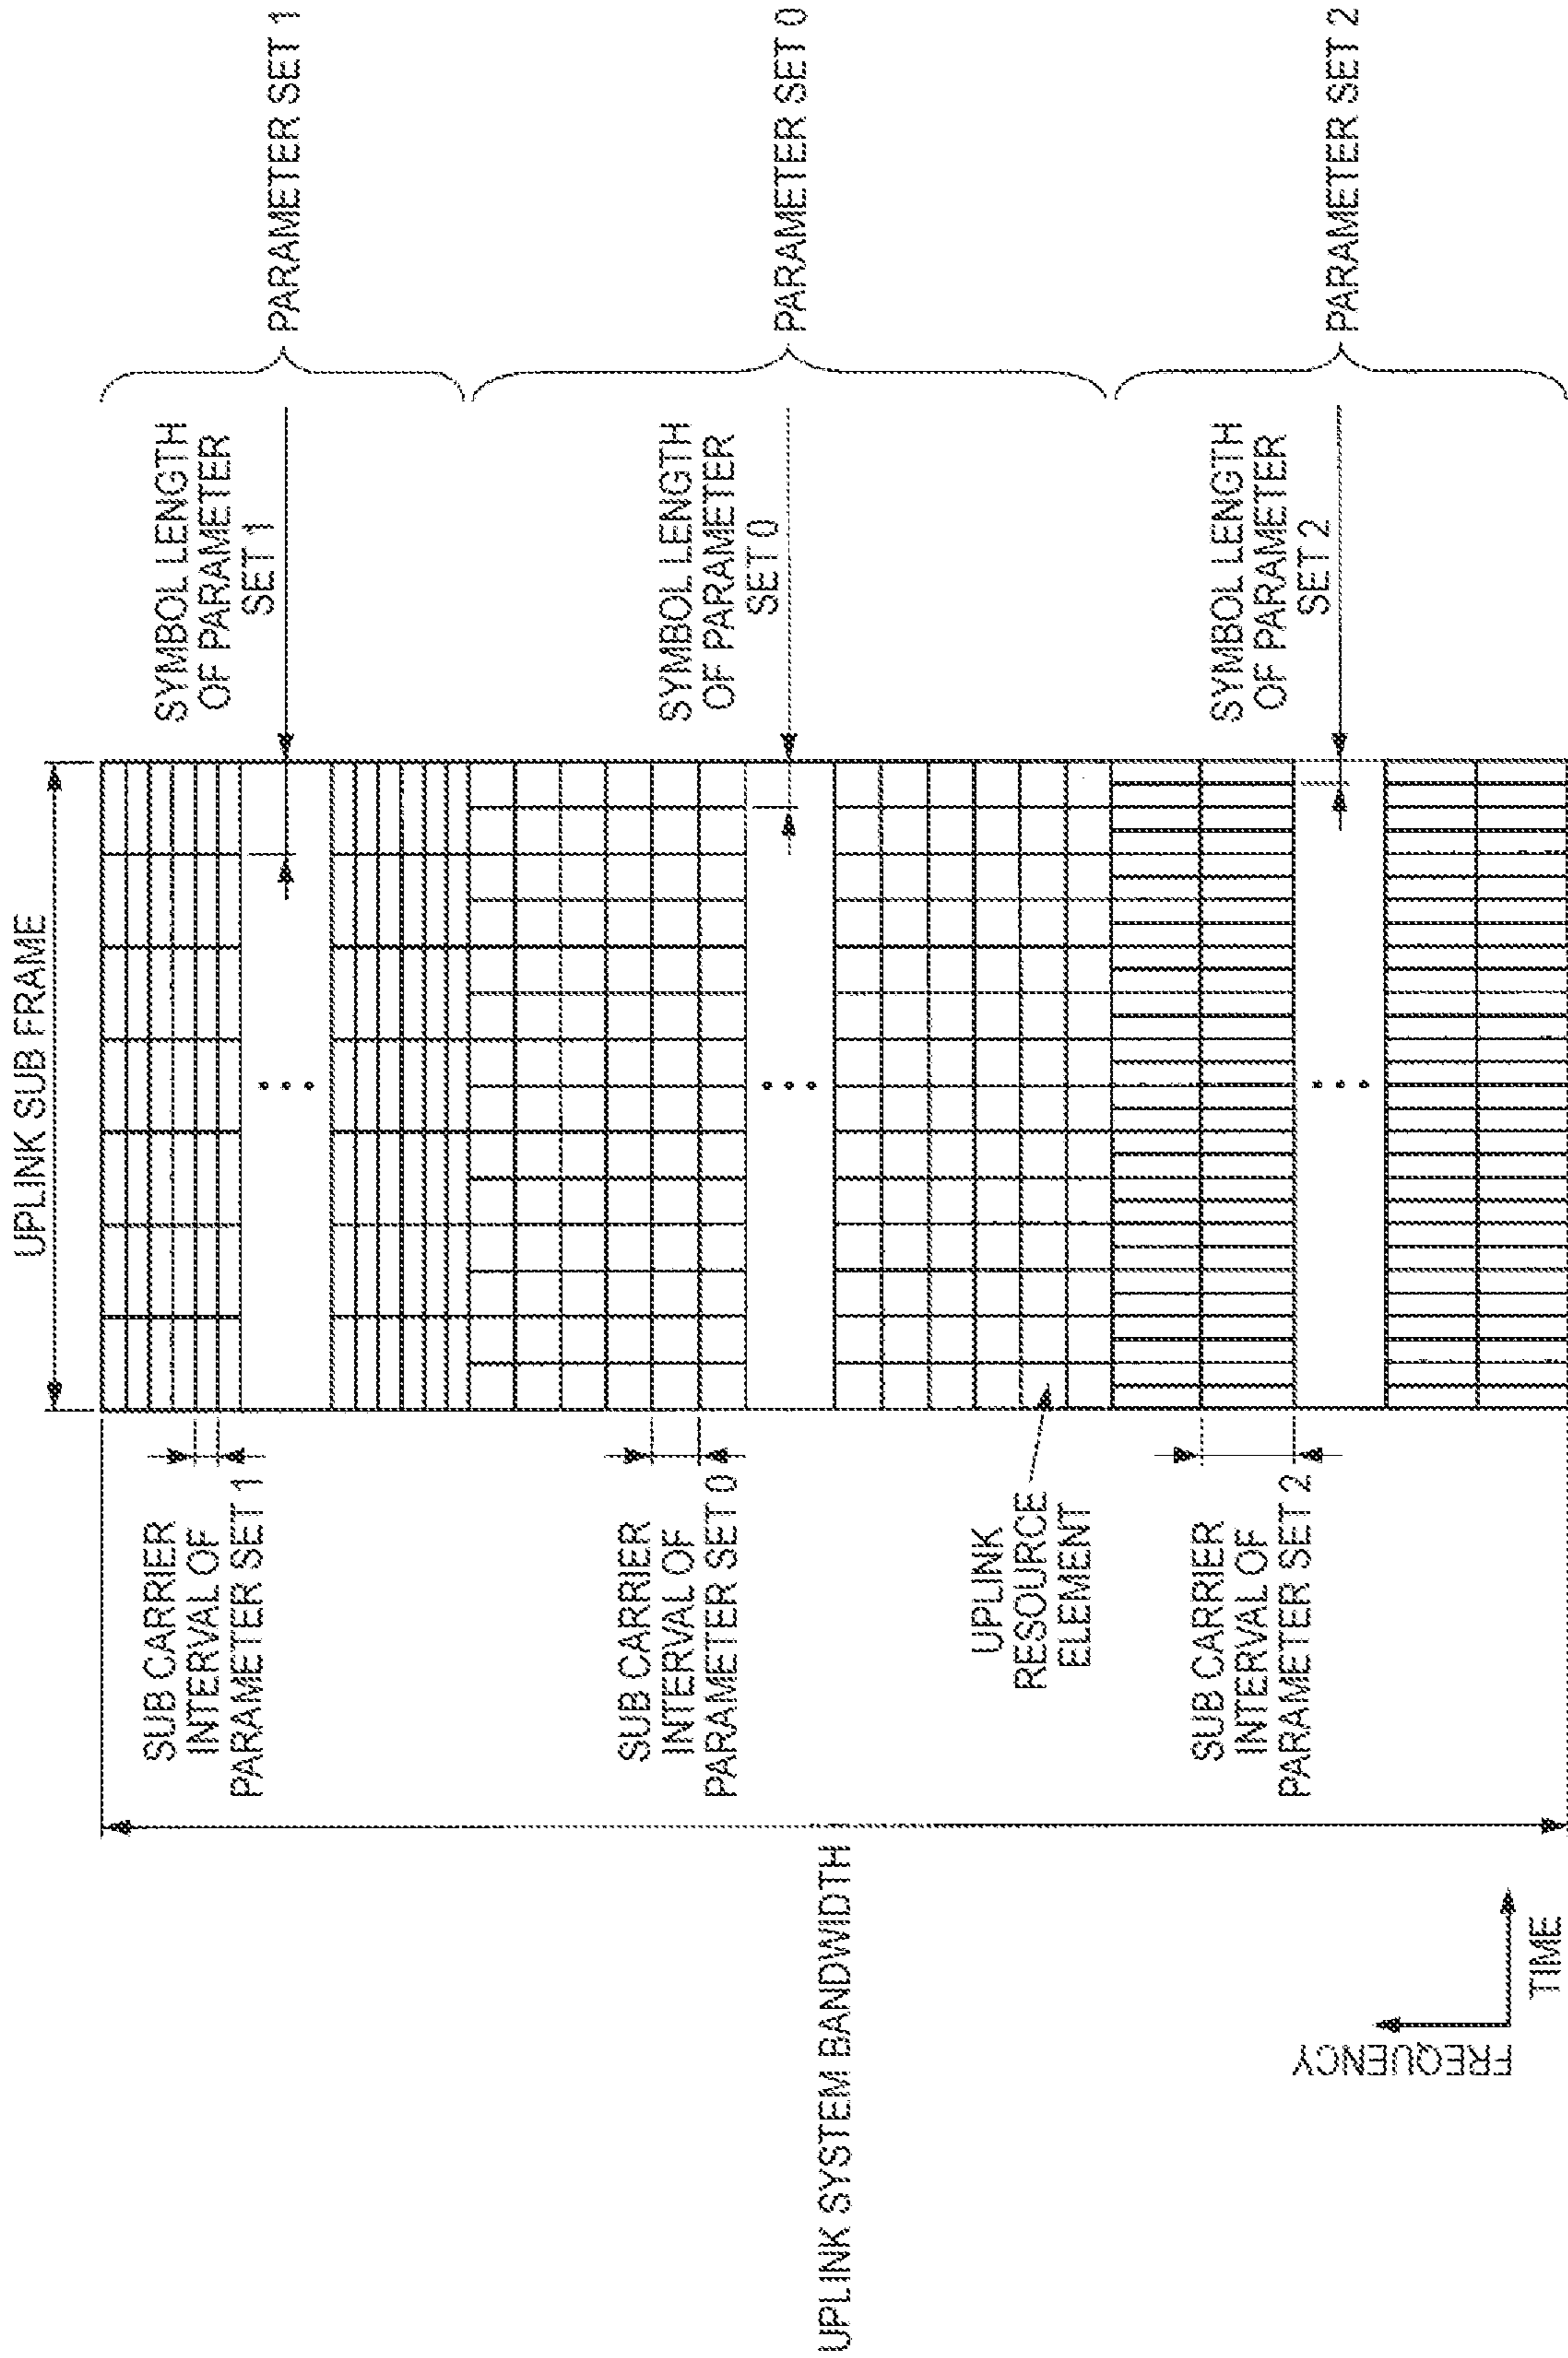 UPLINK SUB FRAME
SUB CARRIER
INTERVAL OF
PARAMETER SET 1
SYMBOL LENGTH
OF PARAMETER
SET 1
PARAMETER SET 1
UPLINK SYSTEM BANDWIDTH
SUB CARRIER
INTERVAL OF
PARAMETER SET 0
SYMBOL LENGTH
OF PARAMETER
SET 0
PARAMETER SET 0
UPLINK
RESOURCE
ELEMENT
SUB CARRIER
INTERVAL OF
PARAMETER SET 2
SYMBOL LENGTH
OF PARAMETER
SET 2
PARAMETER SET 2
FREQUENCY
TIME